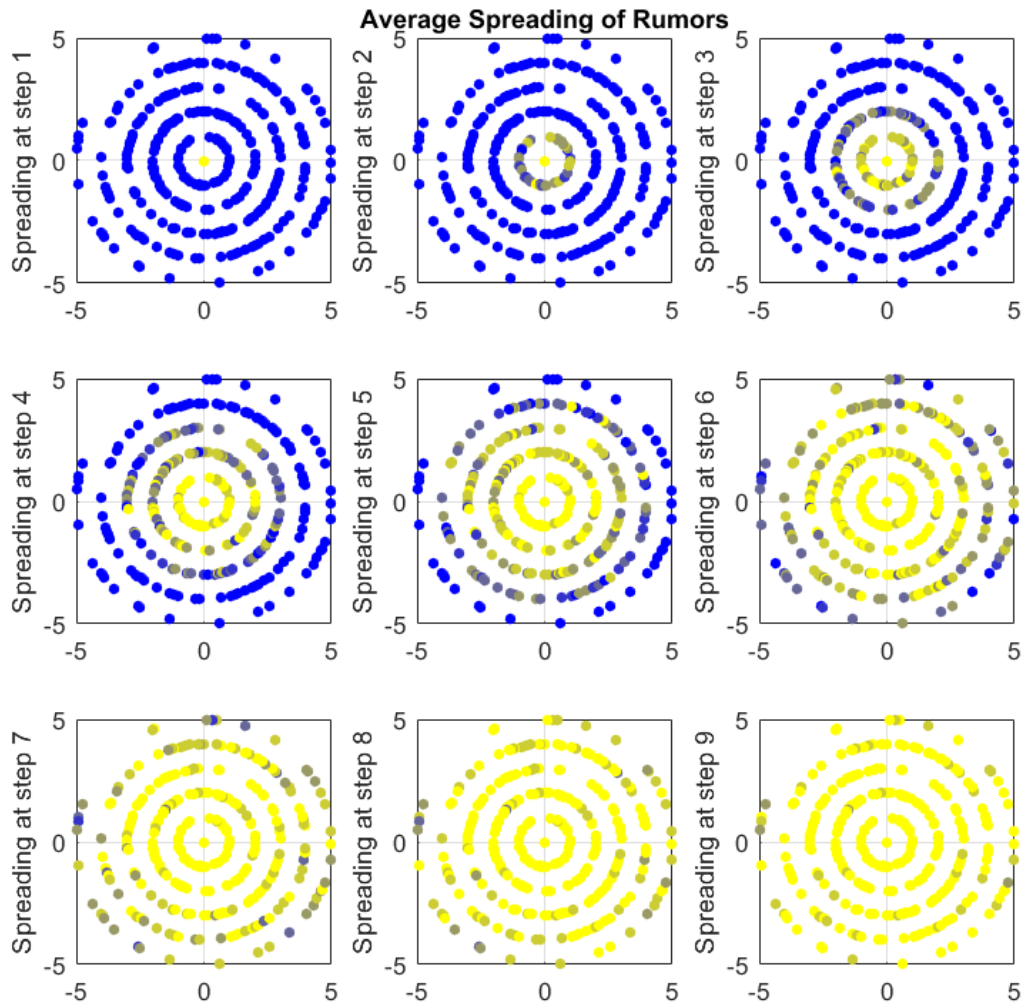 Average Spreading of Rumors
Spreading at step 1
5
0
-5
-5 0 5
Spreading at step 2
5
0
-5
-5 0 5
Spreading at step 3
5
0
-5
-5 0 5
Spreading at step 4
5
0
-5
-5 0 5
Spreading at step 5
5
0
-5
-5 0 5
Spreading at step 6
5
0
-5
-5 0 5
Spreading at step 7
5
0
-5
-5 0 5
Spreading at step 8
5
0
-5
-5 0 5
Spreading at step 9
5
0
-5
-5 0 5